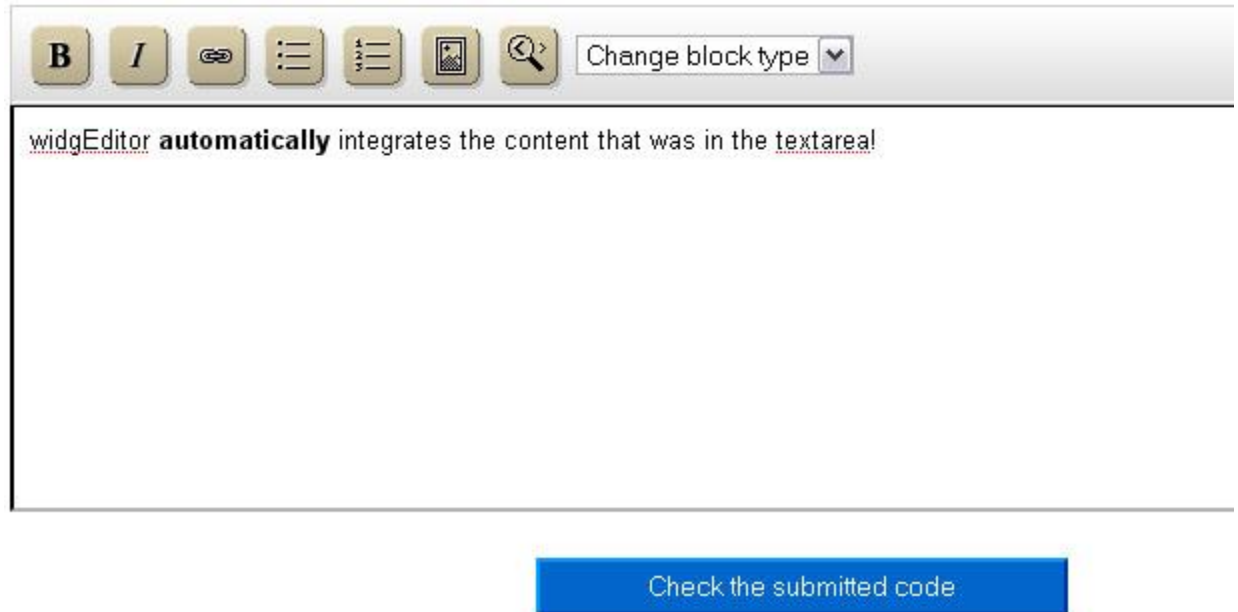 B I Change block type
widgEditor automatically integrates the content that was in the textarea!
Check the submitted code